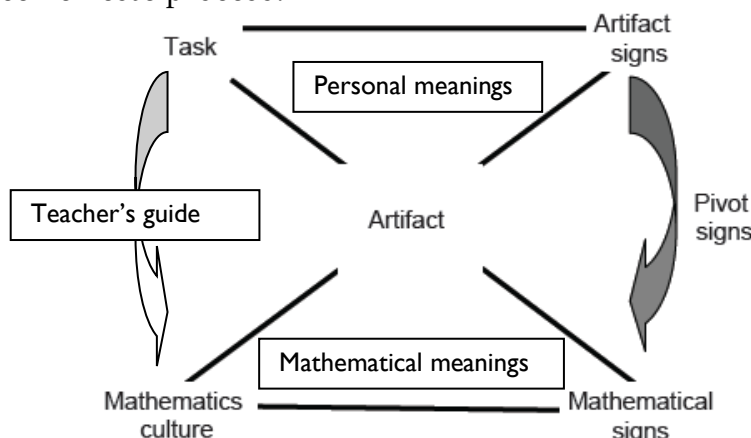 Task
Artifact
signs
Personal meanings
Teacher's guide
Artifact
Pivot
signs
Mathematical meanings
Mathematics
culture
Mathematical
signs